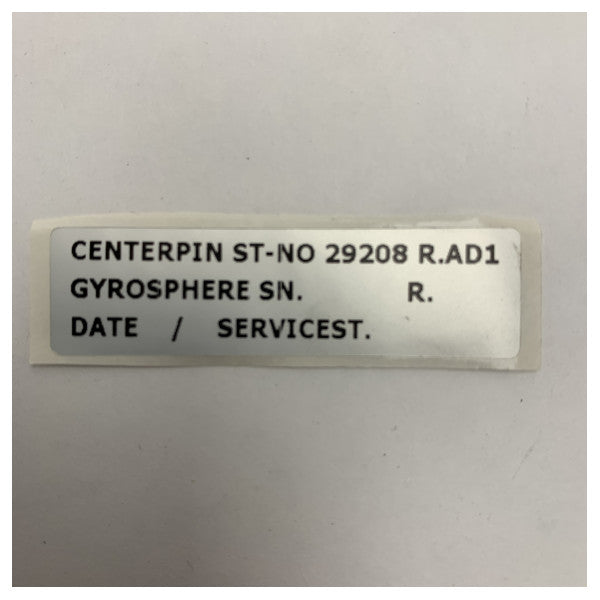 CENTERPIN ST-NO 29208 R.AD1
GYROSPHERE SN. R.
DATE / SERVICEST.